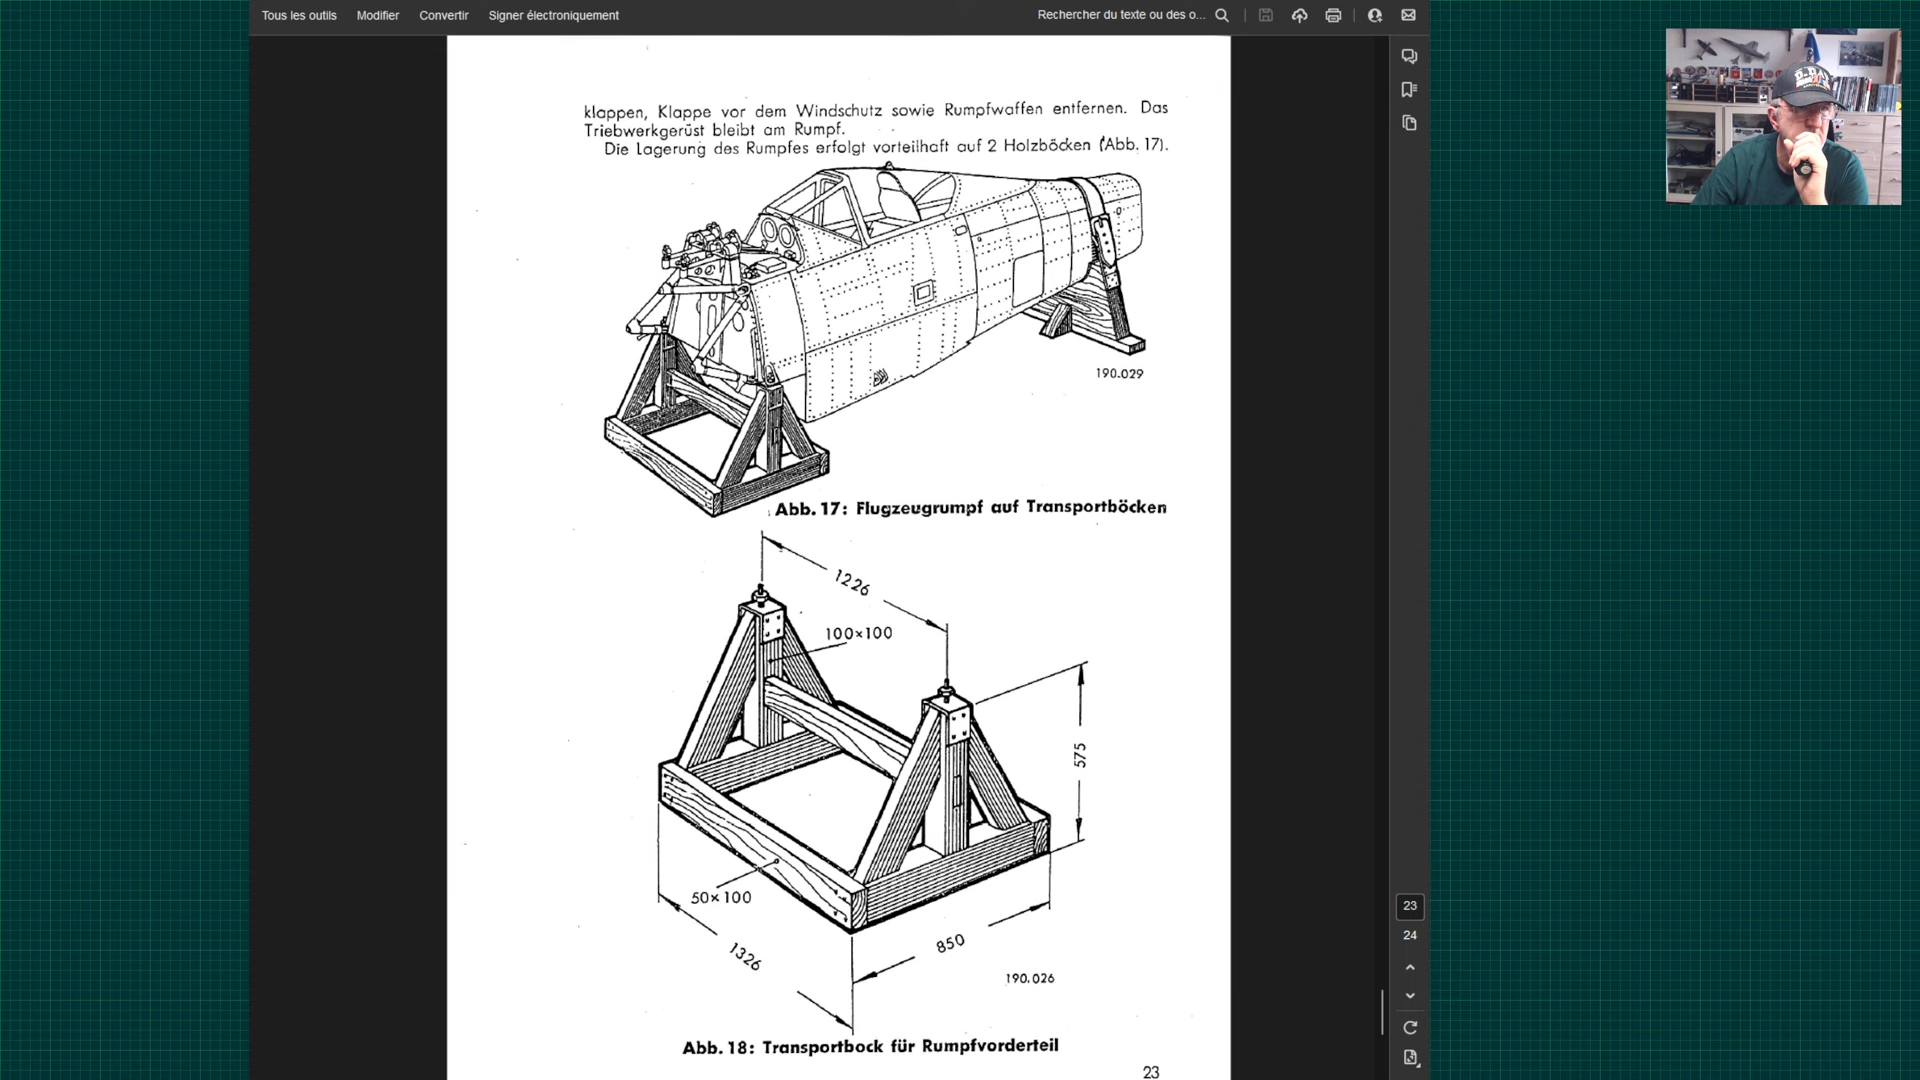 Tous les outils Modifier Convertir Signer électroniquement Rechercher du texte ou des o...
klappen, Klappe vor dem Windschutz sowie Rumpfwaffen entfernen. Das
Triebwerkgerüst bleibt am Rumpf.
Die Lagerung des Rumpfes erfolgt vorteilhaft auf 2 Holzböcken (Abb. 17).
190.029
Abb. 17: Flugzeugrumpf auf Transportböcken
1226
100×100
575
50×100
1326
850
190.026
Abb. 18: Transportbock für Rumpfvorderteil
23
23
24